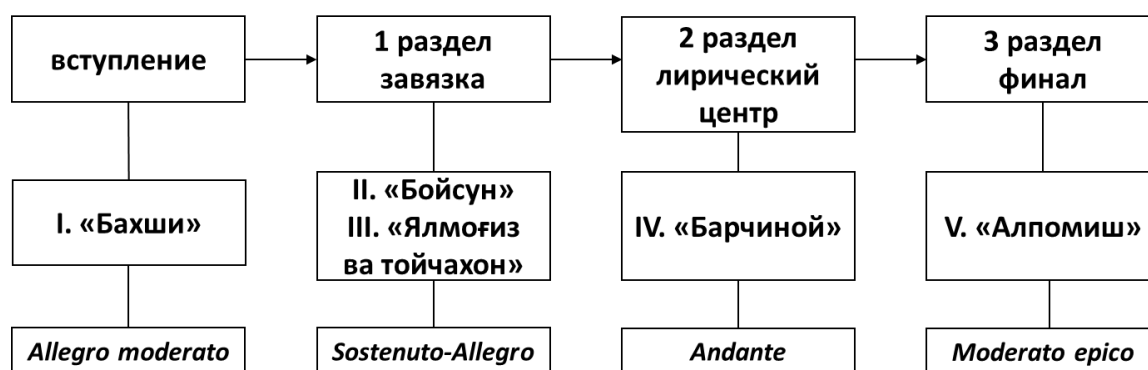 вступление
1 раздел
завязка
2 раздел
лирический
центр
3 раздел
финал
I. «Бахши»
II. «Бойсун»
III. «Ялмоғиз
ва тойчахон»
IV. «Барчиной»
V. «Алпомиш»
Allegro moderato
Sostenuto-Allegro
Andante
Moderato epico